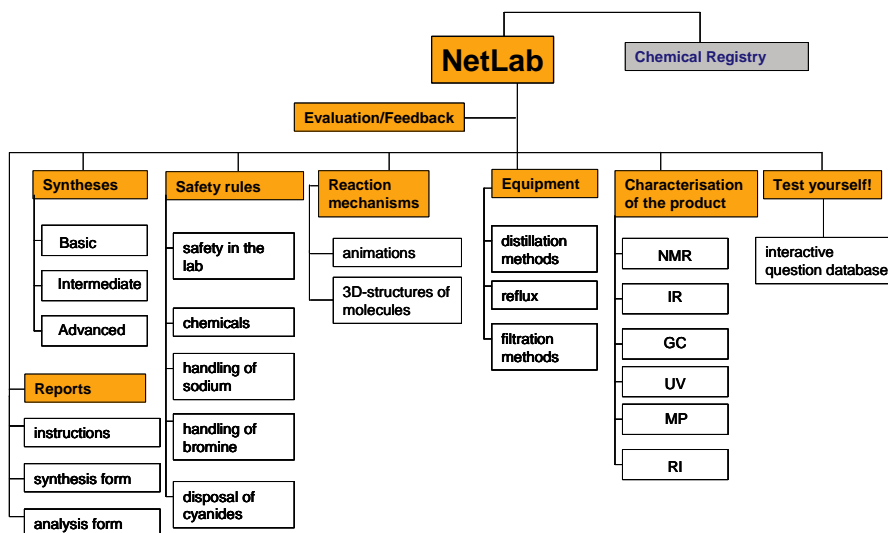 NetLab
Chemical Registry
Evaluation/Feedback
Syntheses
Basic
Intermediate
Advanced
Reports
instructions
synthesis form
analysis form
Safety rules
safety in the
lab
chemicals
handling of
sodium
handling of
bromine
disposal of
cyanides
Reaction
mechanisms
animations
3D-structures of
molecules
Equipment
distillation
methods
reflux
filtration
methods
Characterisation
of the product
NMR
IR
GC
UV
MP
RI
Test yourself!
interactive
question database